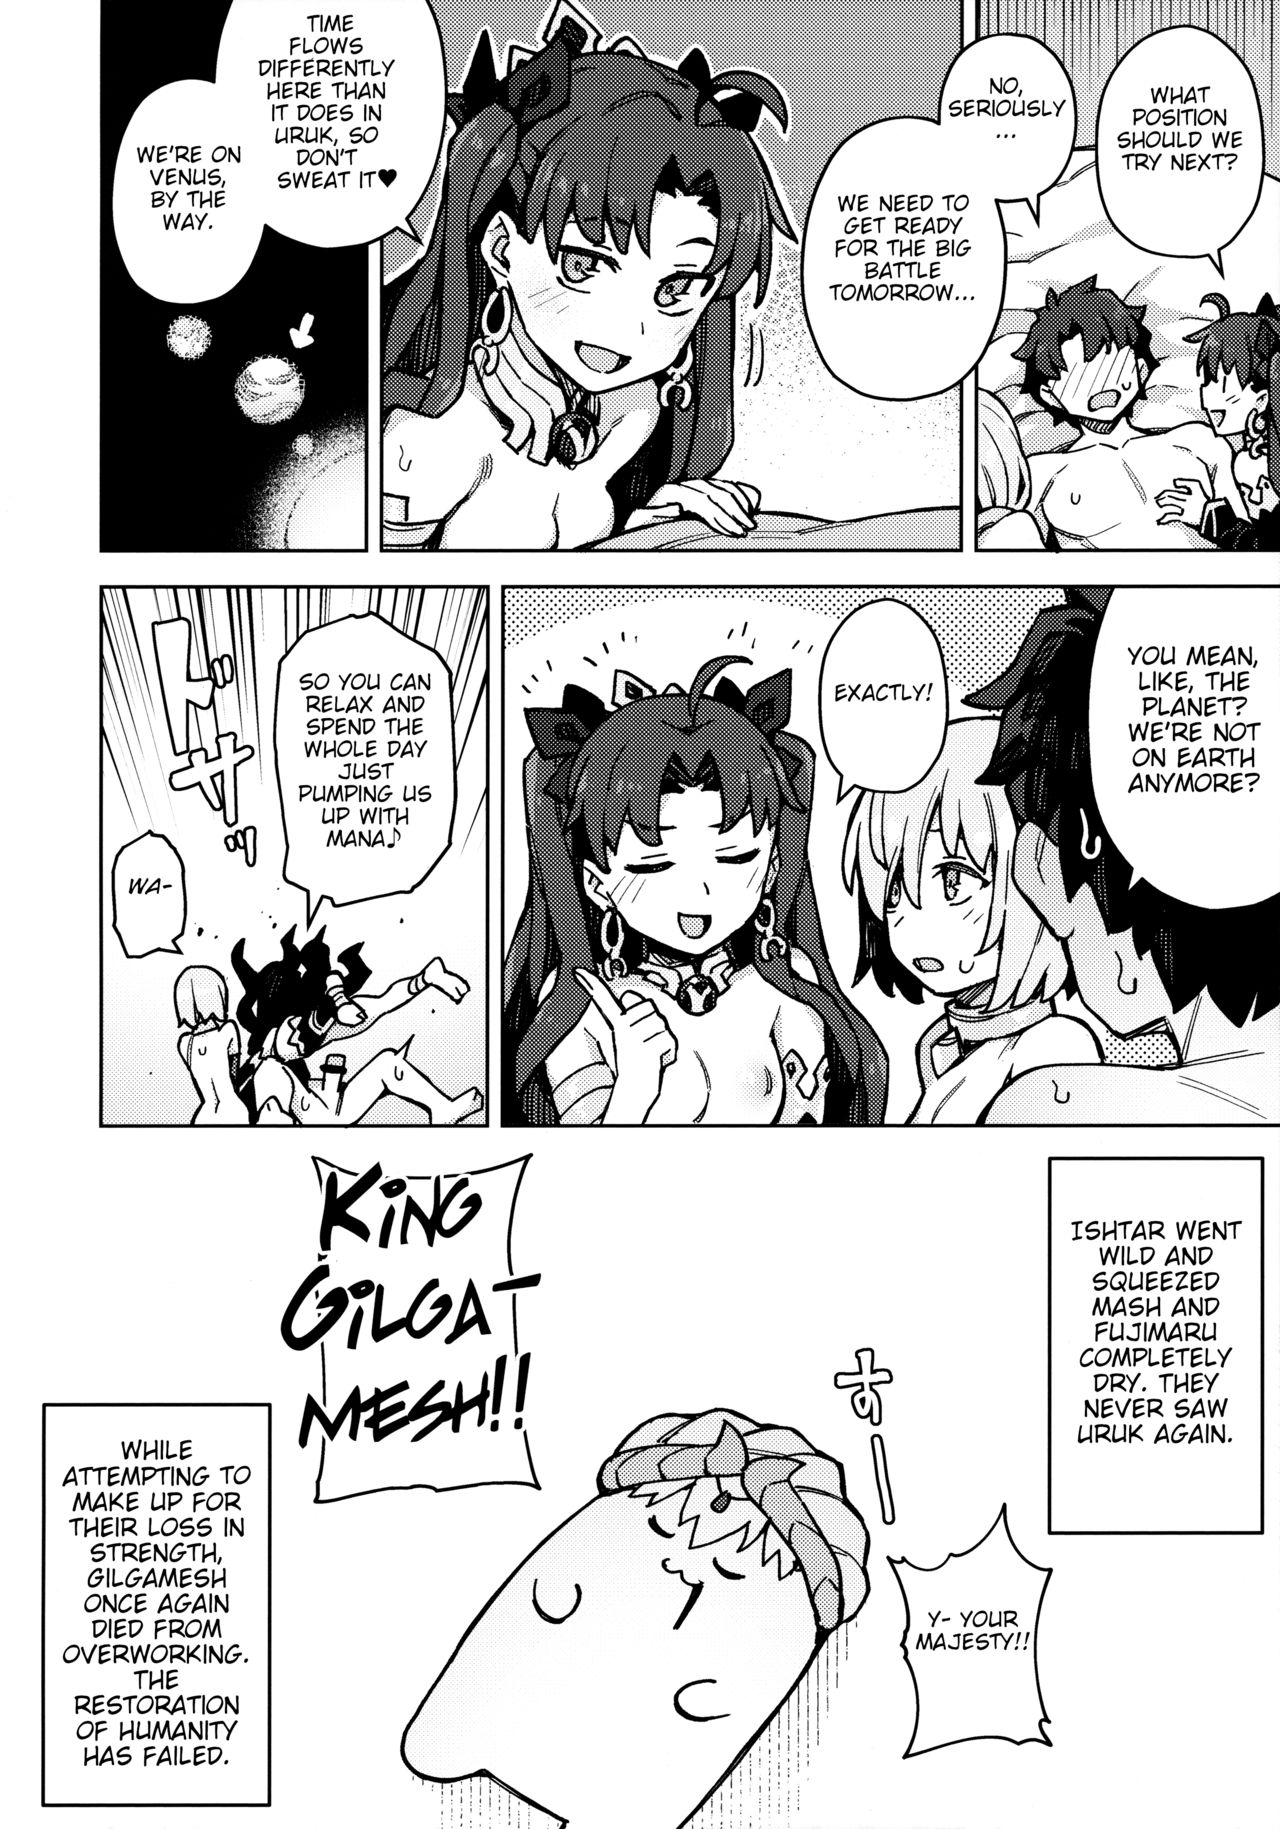 WHAT
POSITION
SHOULD WE
TRY NEXT?
NO,
SERIOUSLY
...
WE NEED TO
GET READY
FOR THE BIG
BATTLE
TOMORROW...
TIME
FLOWS
DIFFERENTLY
HERE THAN
IT DOES IN
URUK, SO
DON'T
SWEAT IT♥
WE'RE ON
VENUS,
BY THE
WAY.
YOU MEAN,
LIKE, THE
PLANET?
WE'RE NOT
ON EARTH
ANYMORE?
EXACTLY!
SO YOU CAN
RELAX AND
SPEND THE
WHOLE DAY
JUST
PUMPING US
UP WITH
MANA♪
ドサッ
WA-
ISHTAR WENT
WILD AND
SQUEEZED
MASH AND
FUJIMARU
COMPLETELY
DRY. THEY
NEVER SAW
URUK AGAIN.
KING
GILGA-
MESH!!
すー
Y- YOUR
MAJESTY!!
WHILE
ATTEMPTING TO
MAKE UP FOR
THEIR LOSS IN
STRENGTH,
GILGAMESH
ONCE AGAIN
DIED FROM
OVERWORKING.
THE
RESTORATION
OF HUMANITY
HAS FAILED.